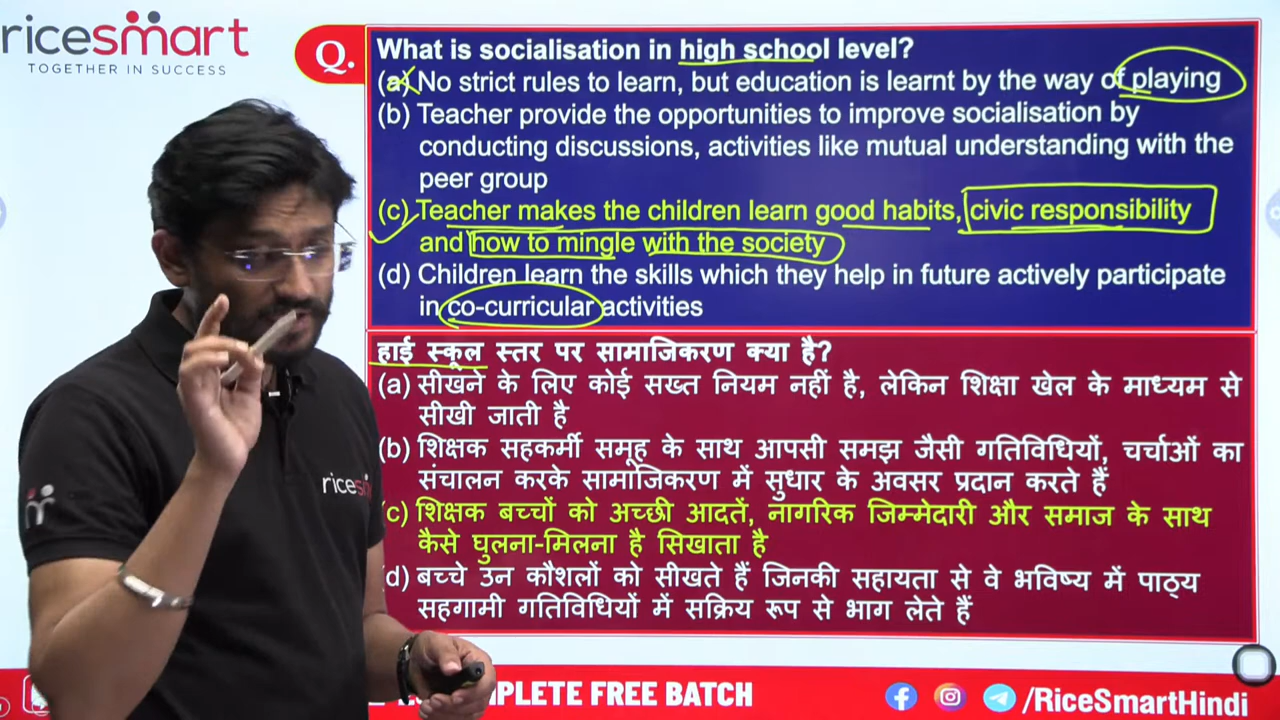 ricesmart
TOGETHER IN SUCCESS
Q.
What is socialisation in high school level?
(a) No strict rules to learn, but education is learnt by the way of playing
(b) Teacher provide the opportunities to improve socialisation by
conducting discussions, activities like mutual understanding with the
peer group
(c) Teacher makes the children learn good habits, civic responsibility
and how to mingle with the society
(d) Children learn the skills which they help in future actively participate
in co-curricular activities
हाई स्कूल स्तर पर सामाजिकरण क्या है?
(a) सीखने के लिए कोई सख्त नियम नहीं है, लेकिन शिक्षा खेल के माध्यम से
सीखी जाती है
(b) शिक्षक सहकर्मी समूह के साथ आपसी समझ जैसी गतिविधियों, चर्चाओं का
संचालन करके सामाजिकरण में सुधार के अवसर प्रदान करते हैं
(c) शिक्षक बच्चों को अच्छी आदतें, नागरिक जिम्मेदारी और समाज के साथ
कैसे घुलना-मिलना है सिखाता है
d) बच्चे उन कौशलों को सीखते हैं जिनकी सहायता से वे भविष्य में पाठ्य
सहगामी गतिविधियों में सक्रिय रूप से भाग लेते हैं
rices
MPLETE FREE BATCH
/RiceSmartHindi